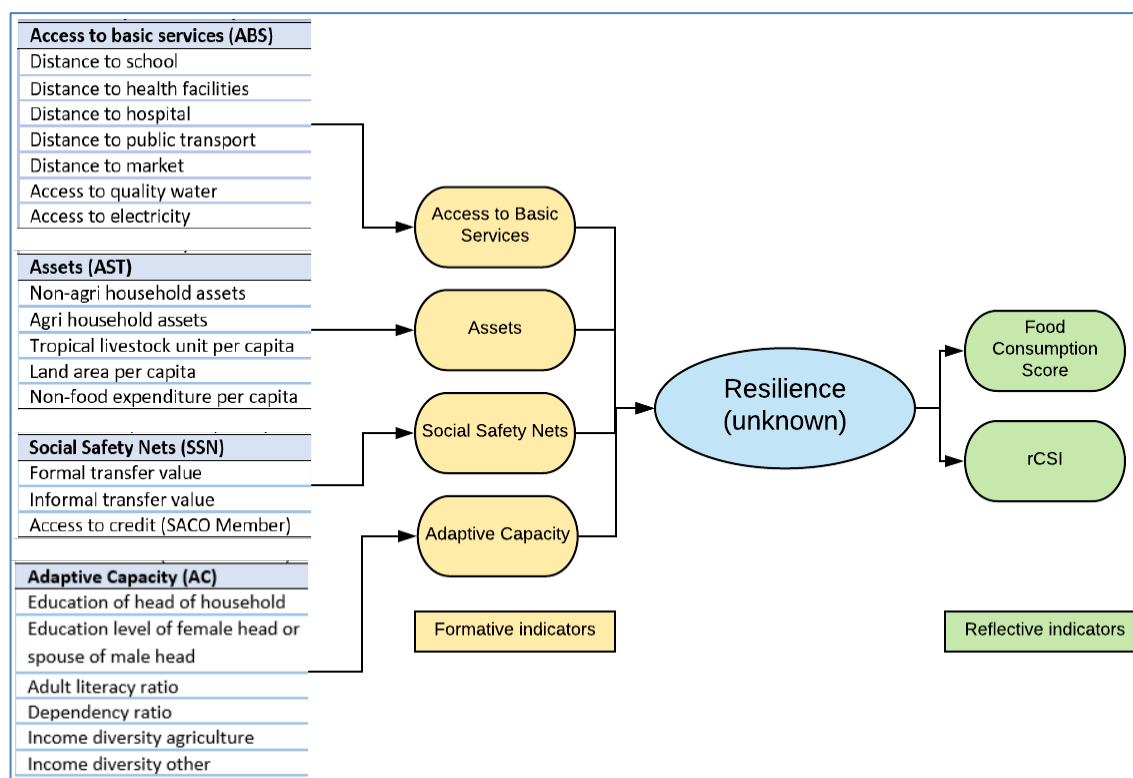 Access to basic services (ABS)
Distance to school
Distance to health facilities
Distance to hospital
Distance to public transport
Distance to market
Access to quality water
Access to electricity
Assets (AST)
Non-agri household assets
Agri household assets
Tropical livestock unit per capita
Land area per capita
Non-food expenditure per capita
Social Safety Nets (SSN)
Formal transfer value
Informal transfer value
Access to credit (SACO Member)
Adaptive Capacity (AC)
Education of head of household
Education level of female head or
spouse of male head
Adult literacy ratio
Dependency ratio
Income diversity agriculture
Income diversity other
Access to Basic
Services
Assets
Social Safety Nets
Adaptive Capacity
Formative indicators
Resilience
(unknown)
Food
Consumption
Score
rCSI
Reflective indicators